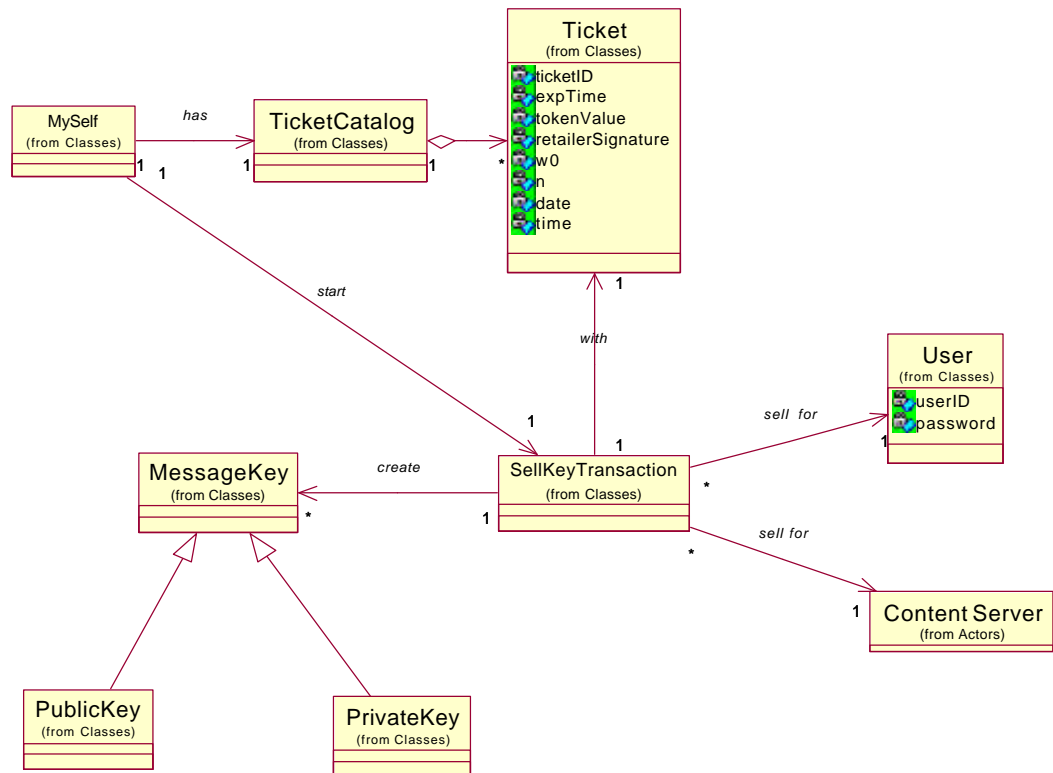 Ticket
(from Classes)
ticketID
expTime
tokenValue
retailerSignature
w0
n
date
time
MySelf
(from Classes)
has
TicketCatalog
(from Classes)
1
1
1
1
*
start
1
with
User
(from Classes)
userID
password
sell for
1
1
1
*
MessageKey
(from Classes)
create
SellKeyTransaction
(from Classes)
*
1
*
sell for
1
Content Server
(from Actors)
PublicKey
(from Classes)
PrivateKey
(from Classes)